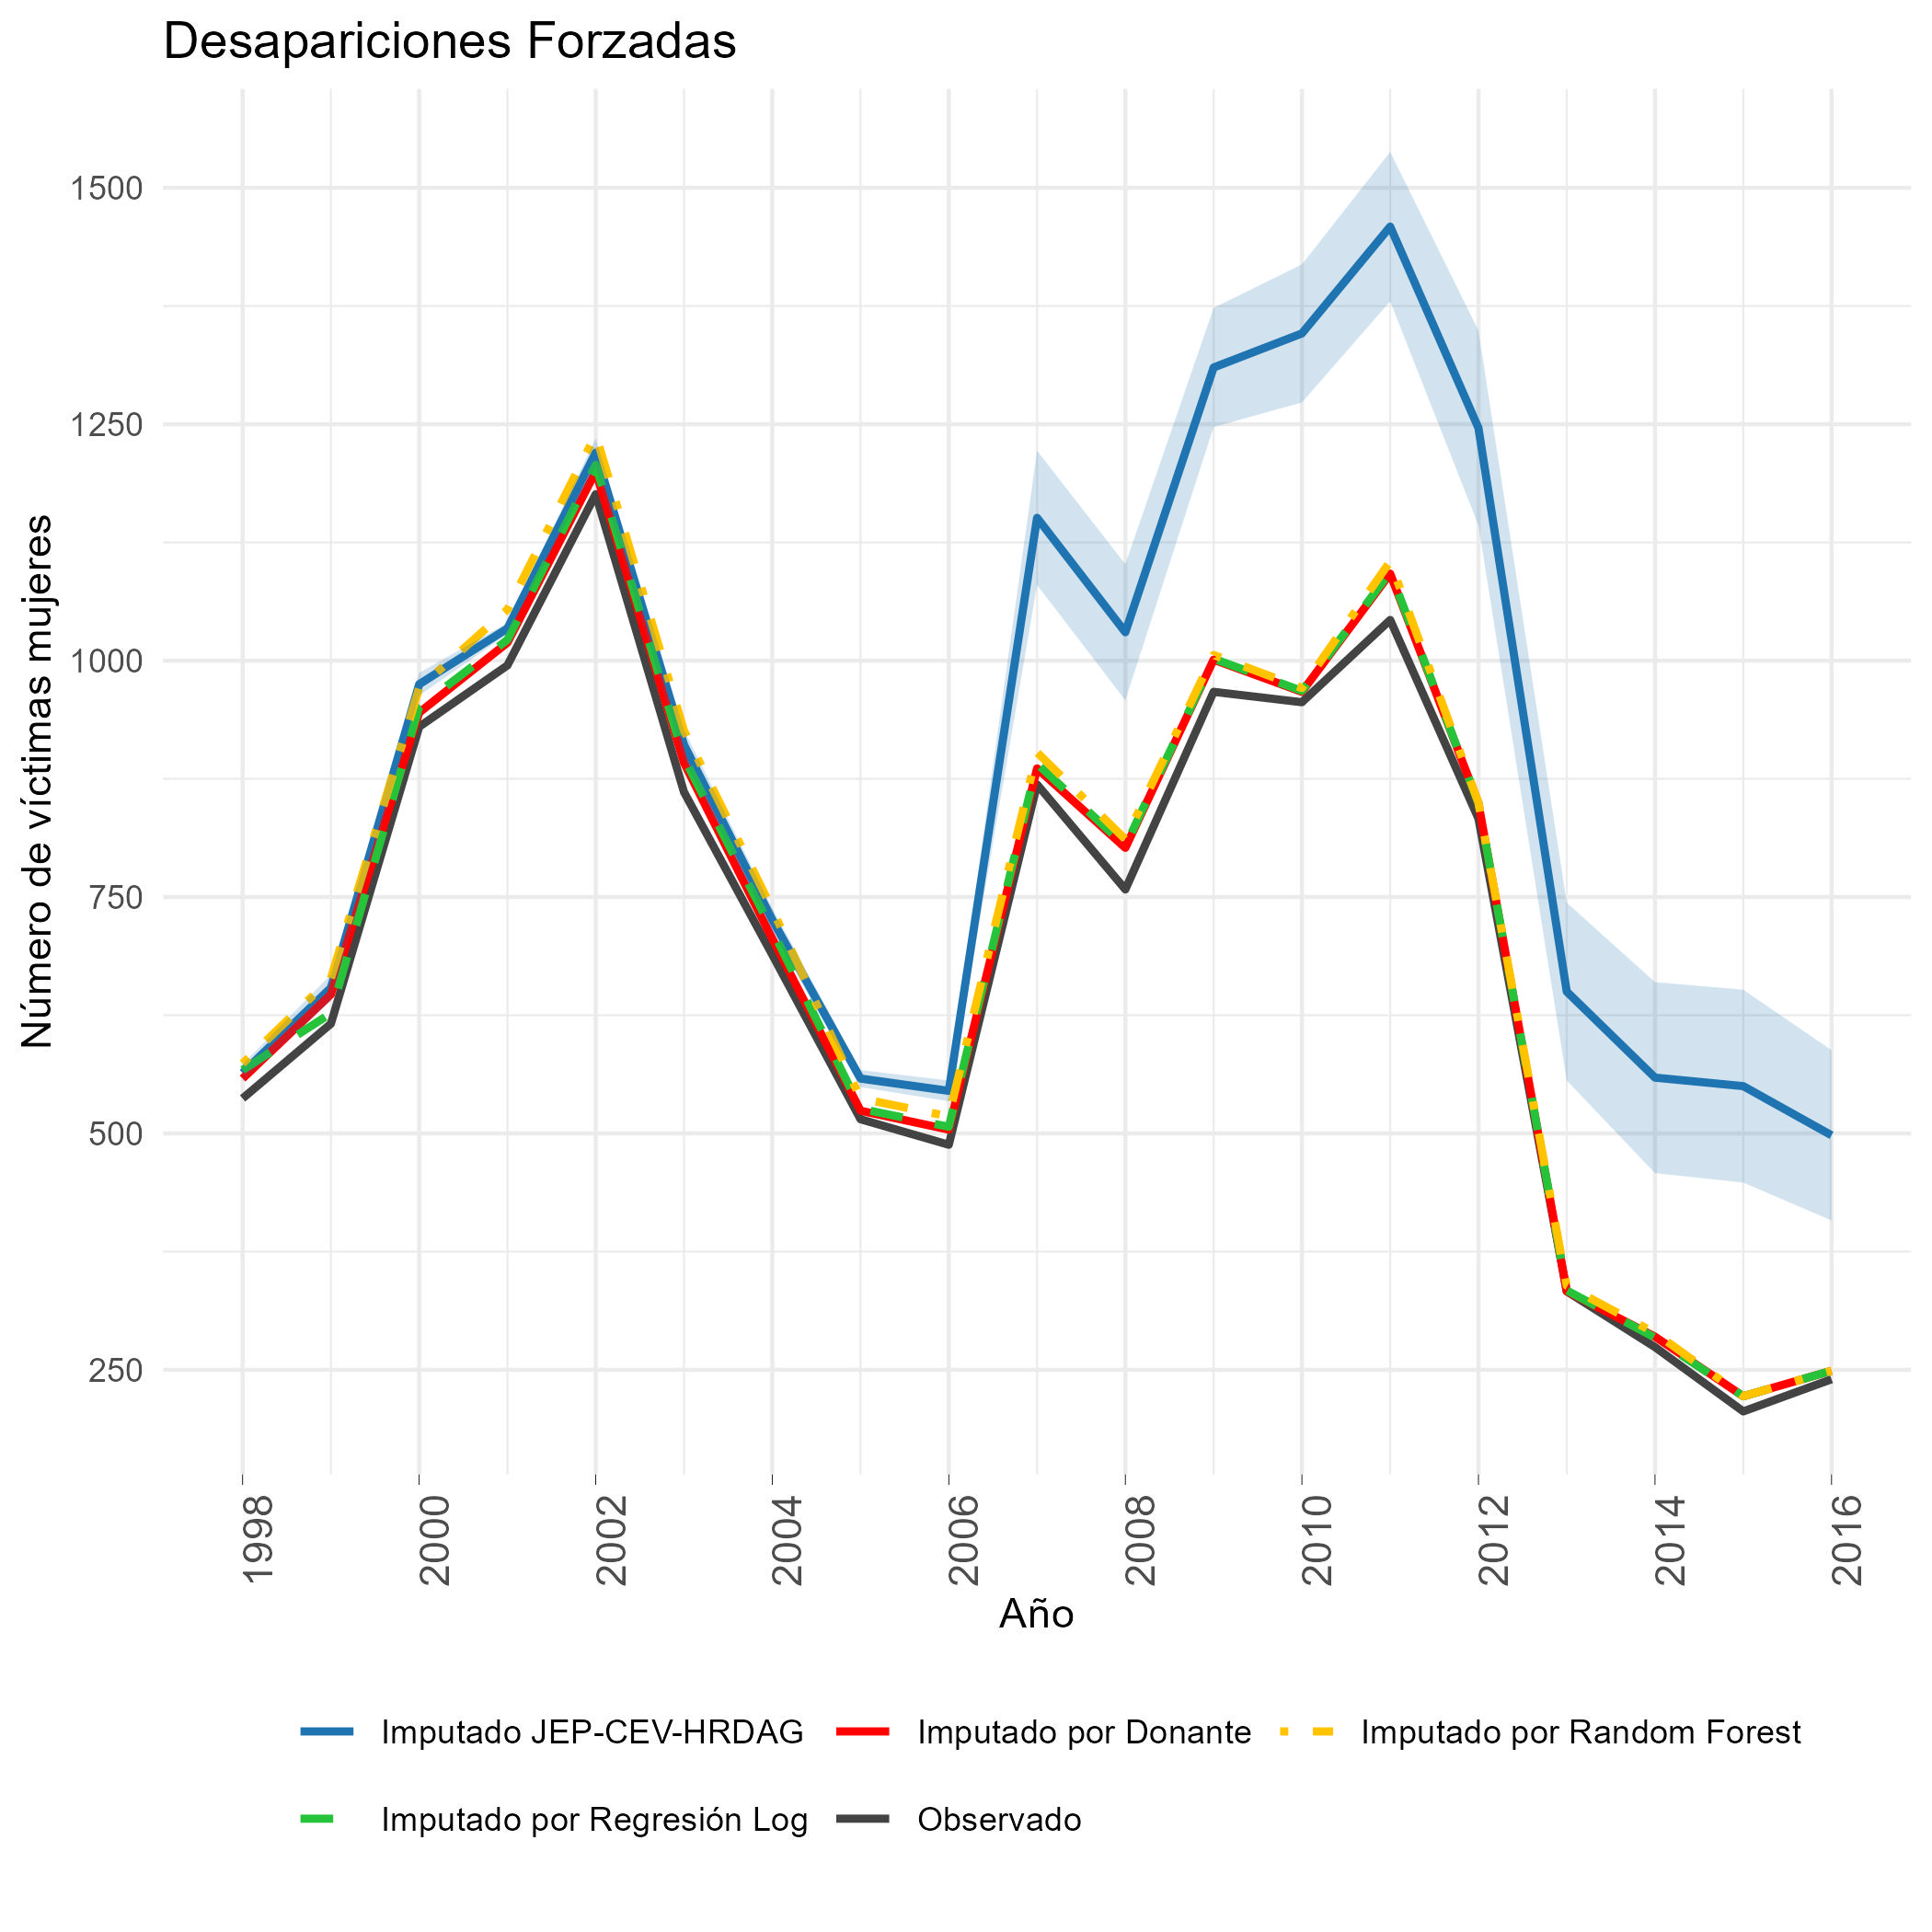 Desapariciones Forzadas
Número de víctimas mujeres
1500
1250
1000
750
500
250
1998
2000
2002
2004
2006
2008
2010
2012
2014
2016
Año
Imputado JEP-CEV-HRDAG
Imputado por Donante
Imputado por Random Forest
Imputado por Regresión Log
Observado